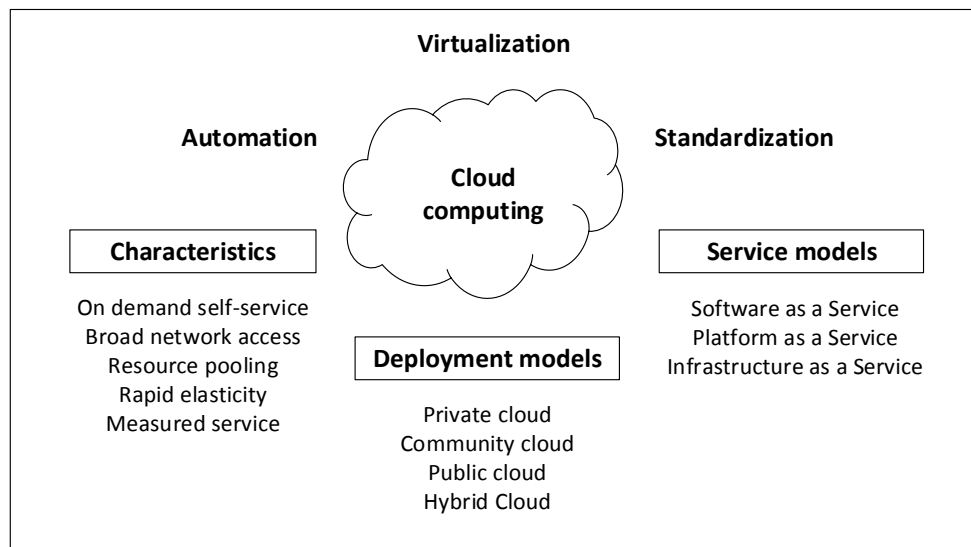 Virtualization
Automation
Standardization
Cloud
computing
Characteristics
On demand self-service
Broad network access
Resource pooling
Rapid elasticity
Measured service
Deployment models
Private cloud
Community cloud
Public cloud
Hybrid Cloud
Service models
Software as a Service
Platform as a Service
Infrastructure as a Service